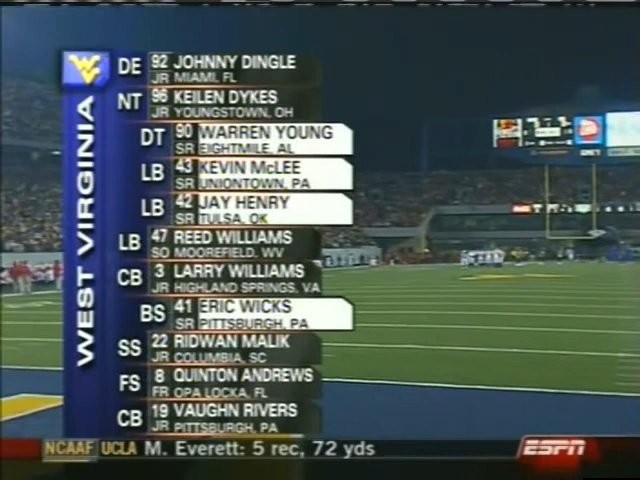 WV
WEST VIRGINIA
DE 92 JOHNNY DINGLE
JR MIAMI, FL
NT 96 KEILEN DYKES
JR YOUNGSTOWN, OH
DT 90 WARREN YOUNG
SR EIGHTMILE, AL
LB 43 KEVIN McLEE
SR UNIONTOWN, PA
LB 42 JAY HENRY
SR TULSA, OK
LB 47 REED WILLIAMS
SO MOOREFIELD, WV
CB 3 LARRY WILLIAMS
JR HIGHLAND SPRINGS, VA
BS 41 ERIC WICKS
SR PITTSBURGH, PA
SS 22 RIDWAN MALIK
JR COLUMBIA, SC
FS 8 QUINTON ANDREWS
FR OPA LOCKA, FL
CB 19 VAUGHN RIVERS
JR PITTSBURGH, PA
NCAAF UCLA M. Everett: 5 rec, 72 yds ESPN